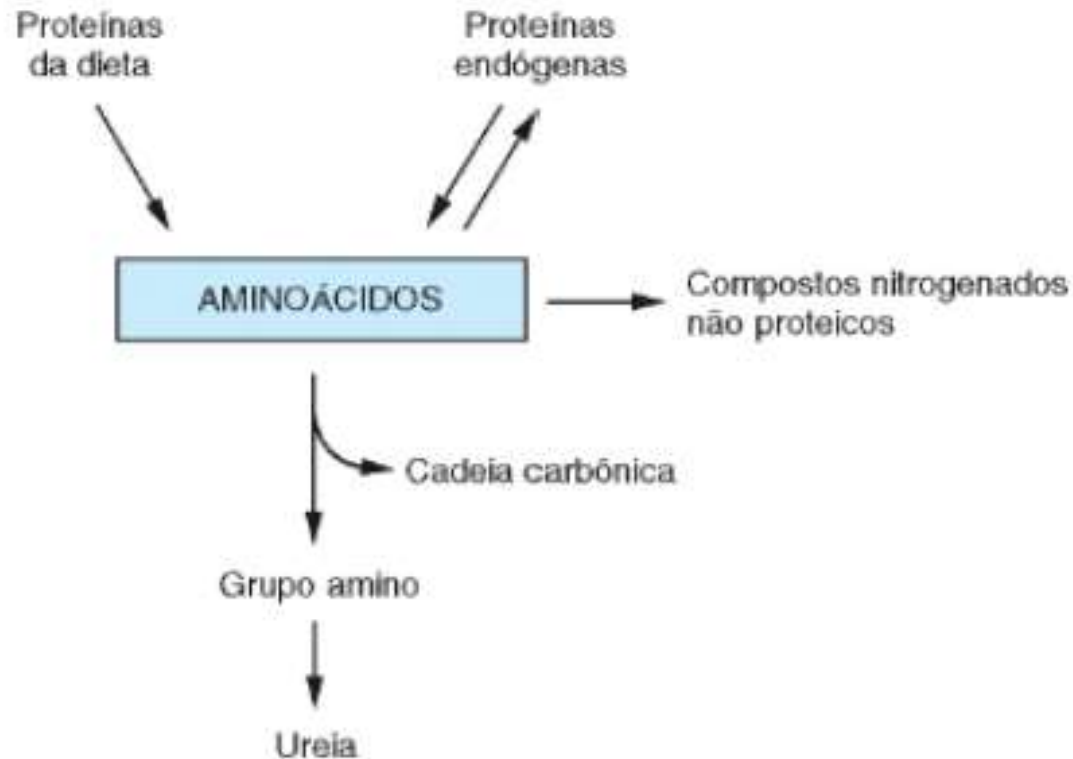 Proteínas
da dieta
Proteínas
endógenas
AMINOÁCIDOS
Compostos nitrogenados
não proteicos
Cadeia carbônica
Grupo amino
Ureia